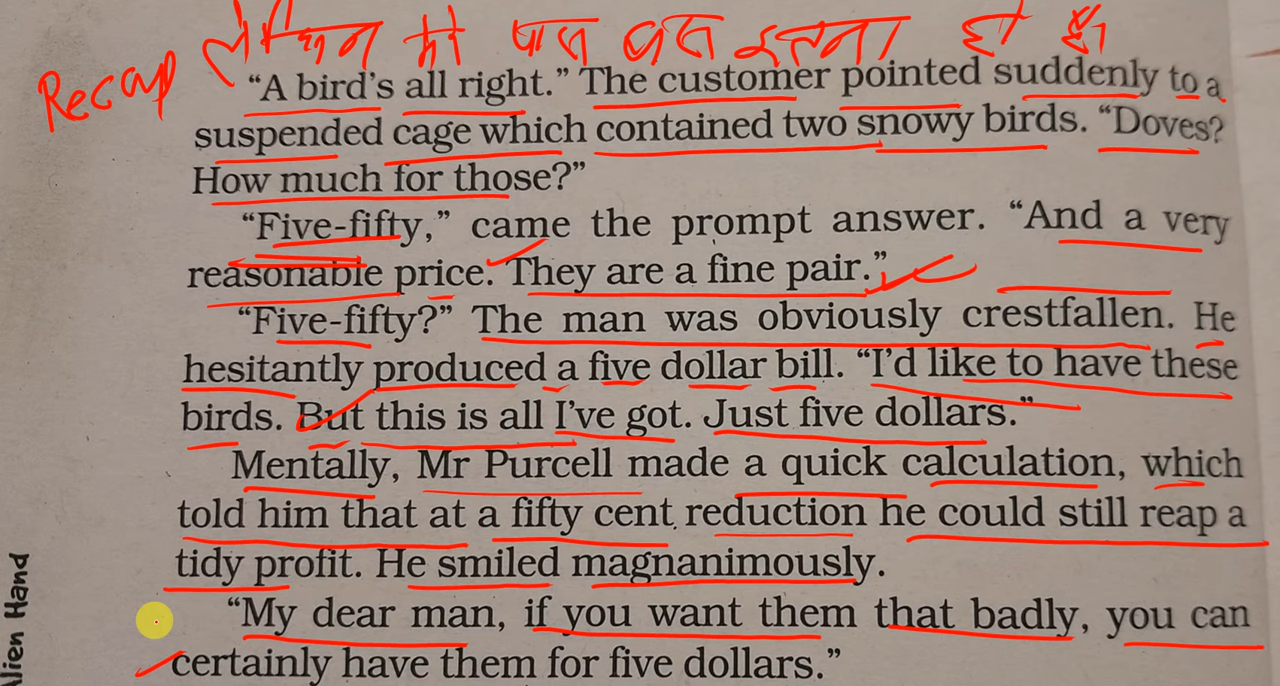 Recap लेकिन मेरे पास बस इतना ही है।
“A bird’s all right.” The customer pointed suddenly to a
suspended cage which contained two snowy birds. “Doves?
How much for those?”
“Five-fifty,” came the prompt answer. “And a very
reasonable price. They are a fine pair.”
“Five-fifty?” The man was obviously crestfallen. He
hesitantly produced a five dollar bill. “I’d like to have these
birds. But this is all I’ve got. Just five dollars.”
Mentally, Mr Purcell made a quick calculation, which
told him that at a fifty cent reduction he could still reap a
tidy profit. He smiled magnanimously.
“My dear man, if you want them that badly, you can
certainly have them for five dollars.”
Alien Hand